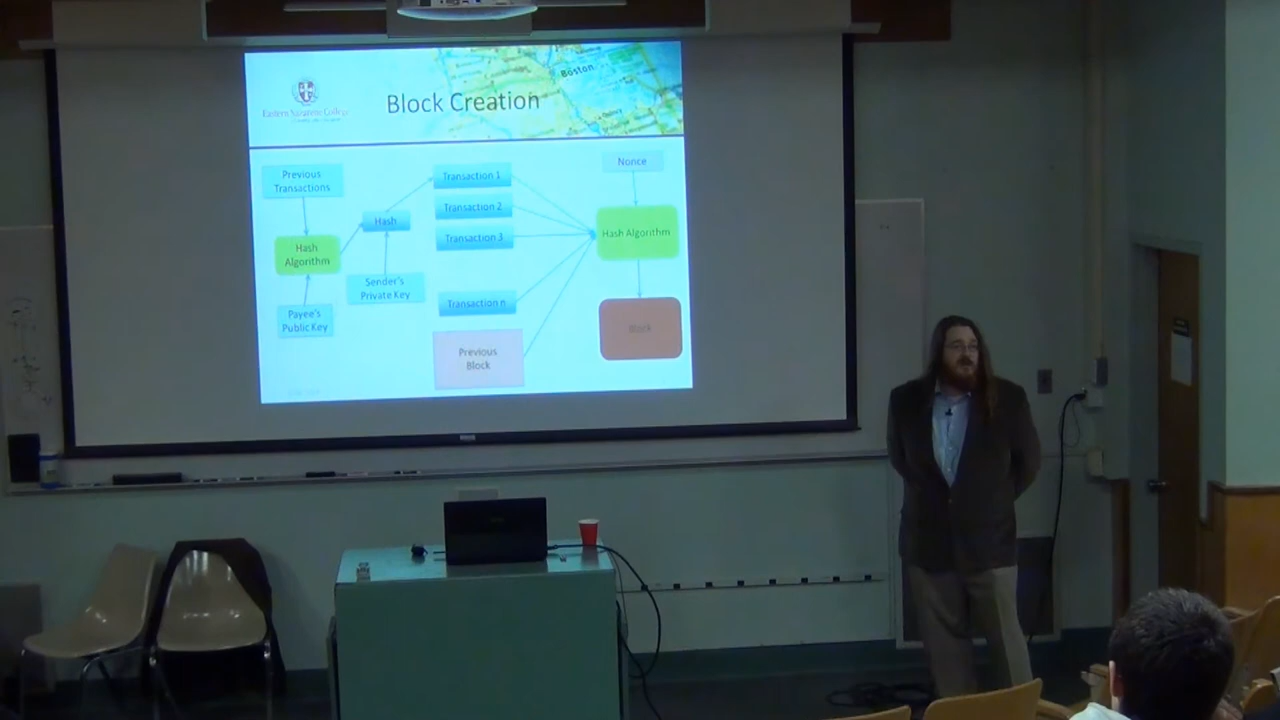 Boston
Eastern Nazarene College
Block Creation
Previous
Transactions
Hash
Algorithm
Payee's
Public Key
Hash
Sender's
Private Key
Transaction 1
Transaction 2
Transaction 3
Transaction n
Previous
Block
Nonce
Hash Algorithm
Block